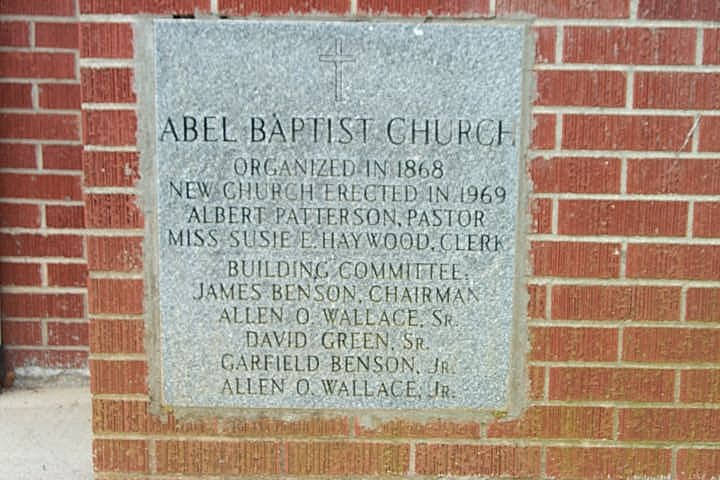 ABEL BAPTIST CHURCH
ORGANIZED IN 1868
NEW CHURCH ERECTED IN 1969
ALBERT PATTERSON, PASTOR
MISS SUSIE E. HAYWOOD, CLERK
BUILDING COMMITTEE:
JAMES BENSON, CHAIRMAN
ALLEN O. WALLACE, SR.
DAVID GREEN, SR.
GARFIELD BENSON, JR.
ALLEN O. WALLACE, JR.